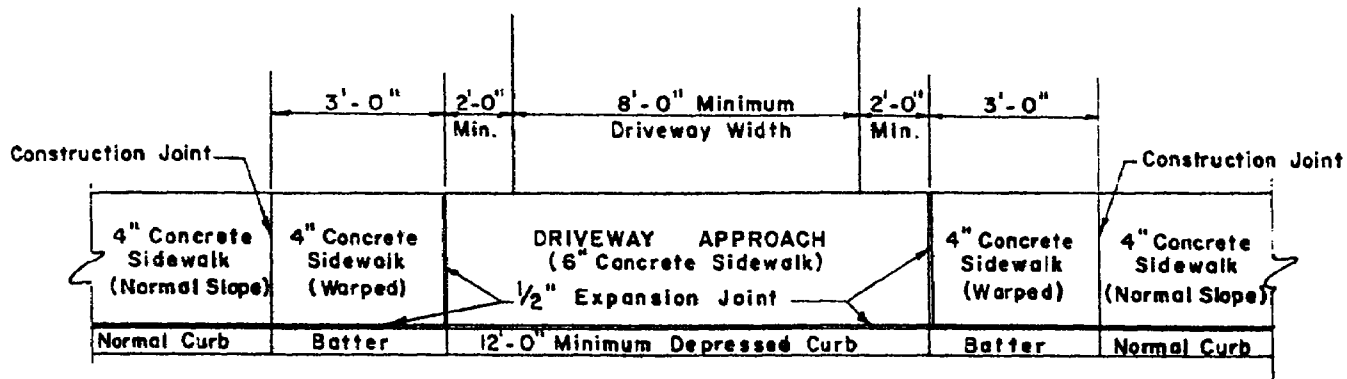 3'-0"
2'-0"
Min.
8'-0" Minimum
Driveway Width
2'-0"
Min.
3'-0"
Construction Joint
Construction Joint
4" Concrete
Sidewalk
(Normal Slope)
4" Concrete
Sidewalk
(Warped)
DRIVEWAY APPROACH
(6" Concrete Sidewalk)
1/2" Expansion Joint
4" Concrete
Sidewalk
(Warped)
4" Concrete
Sidewalk
(Normal Slope)
Normal Curb
Batter
12'-0" Minimum Depressed Curb
Batter
Normal Curb